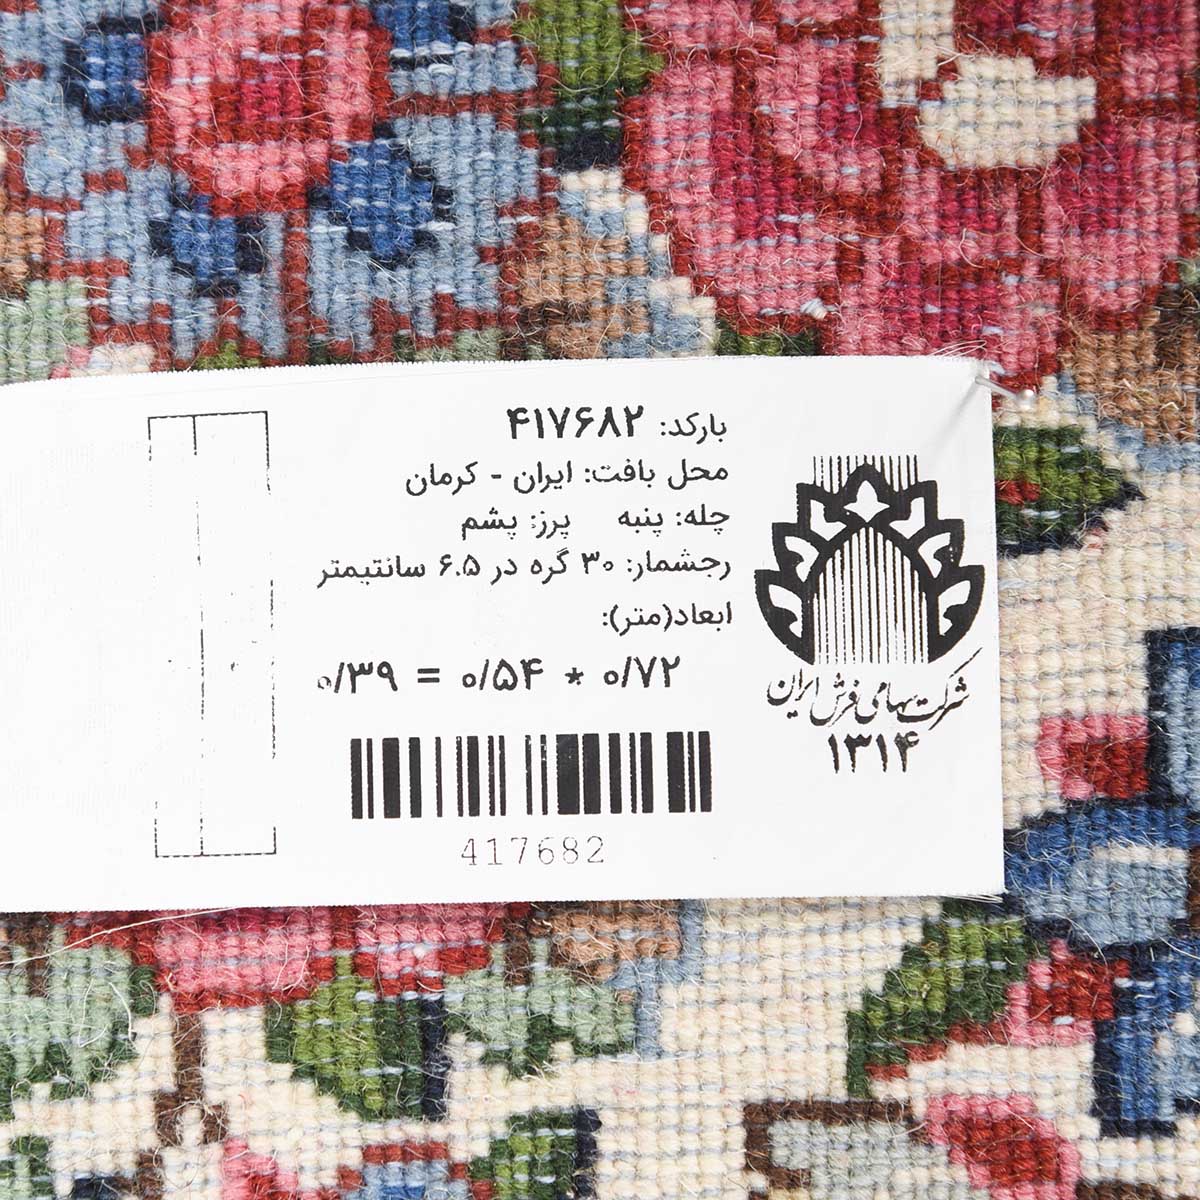 بارکد: ۴۱۷۶۸۲
محل بافت: ایران - کرمان
چله: پنبه پرز: پشم
رجشمار: ۳۰ گره در ۶.۵ سانتیمتر
ابعاد(متر):
۰/۷۲ * ۰/۵۴ = ۰/۳۹
417682
شرکت سهامی فرش ایران
۱۳۱۴